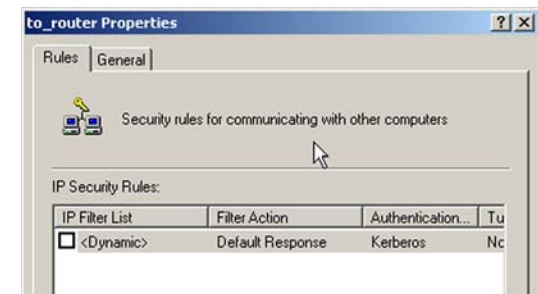 to_router Properties
Rules General
Security rules for communicating with other computers
IP Security Rules:
IP Filter List Filter Action Authentication... Tu
<Dynamic> Default Response Kerberos Nc